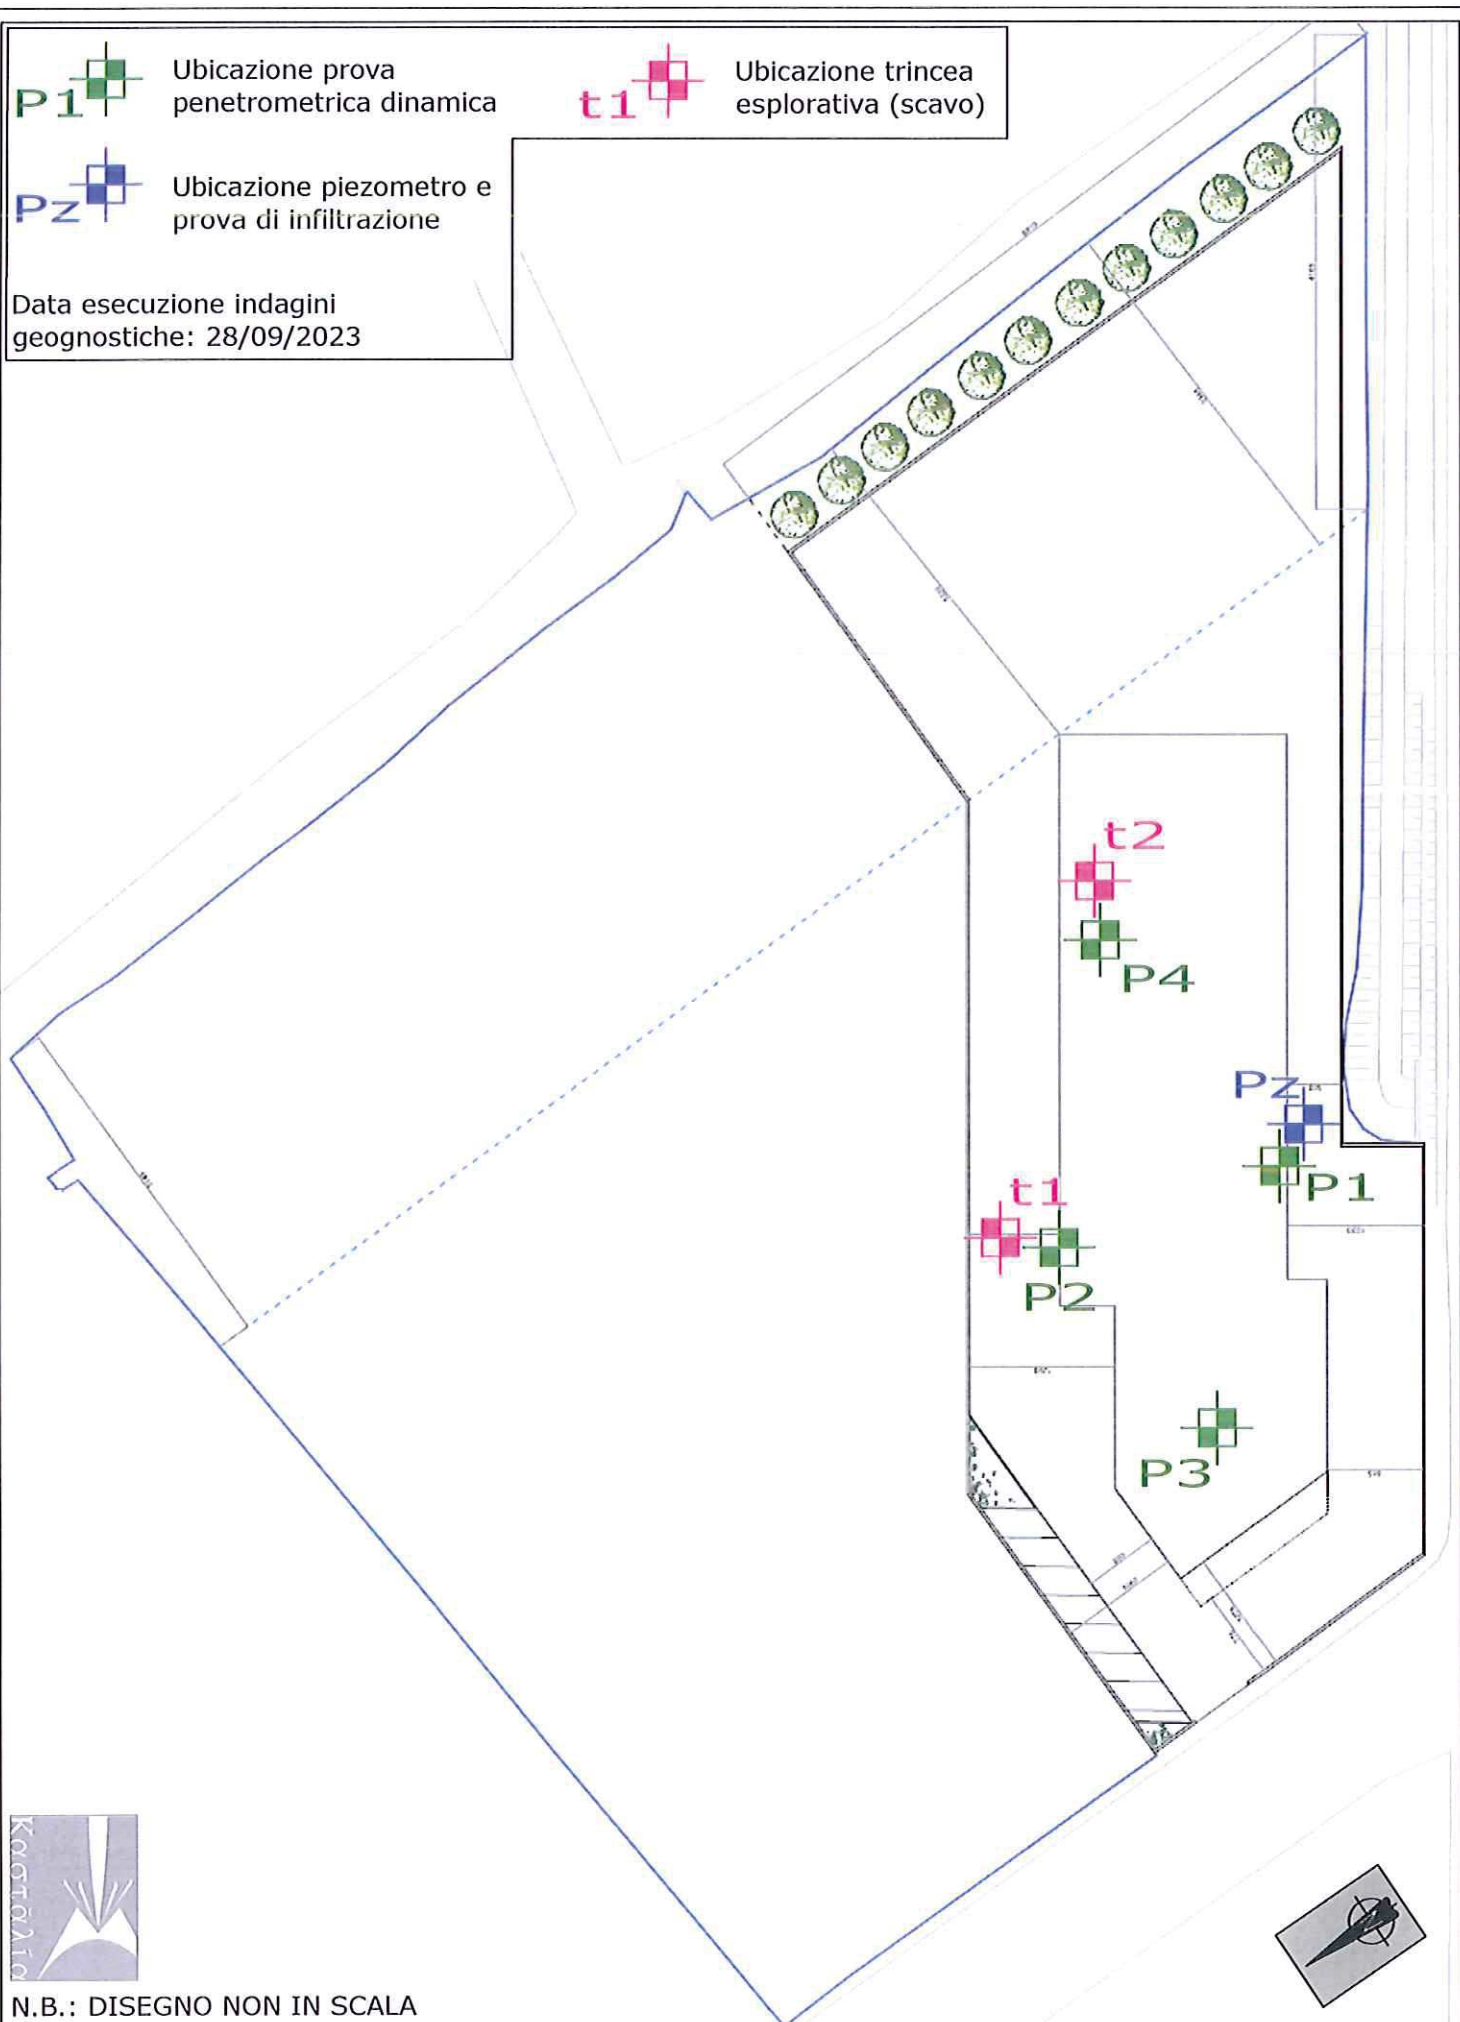 P1
Ubicazione prova
penetrometrica dinamica
t1
Ubicazione trincea
esplorativa (scavo)
Pz
Ubicazione piezometro e
prova di infiltrazione
Data esecuzione indagini
geognostiche: 28/09/2023
t2
P4
Pz
P1
t1
P2
P3
Κασταλία
N.B.: DISEGNO NON IN SCALA